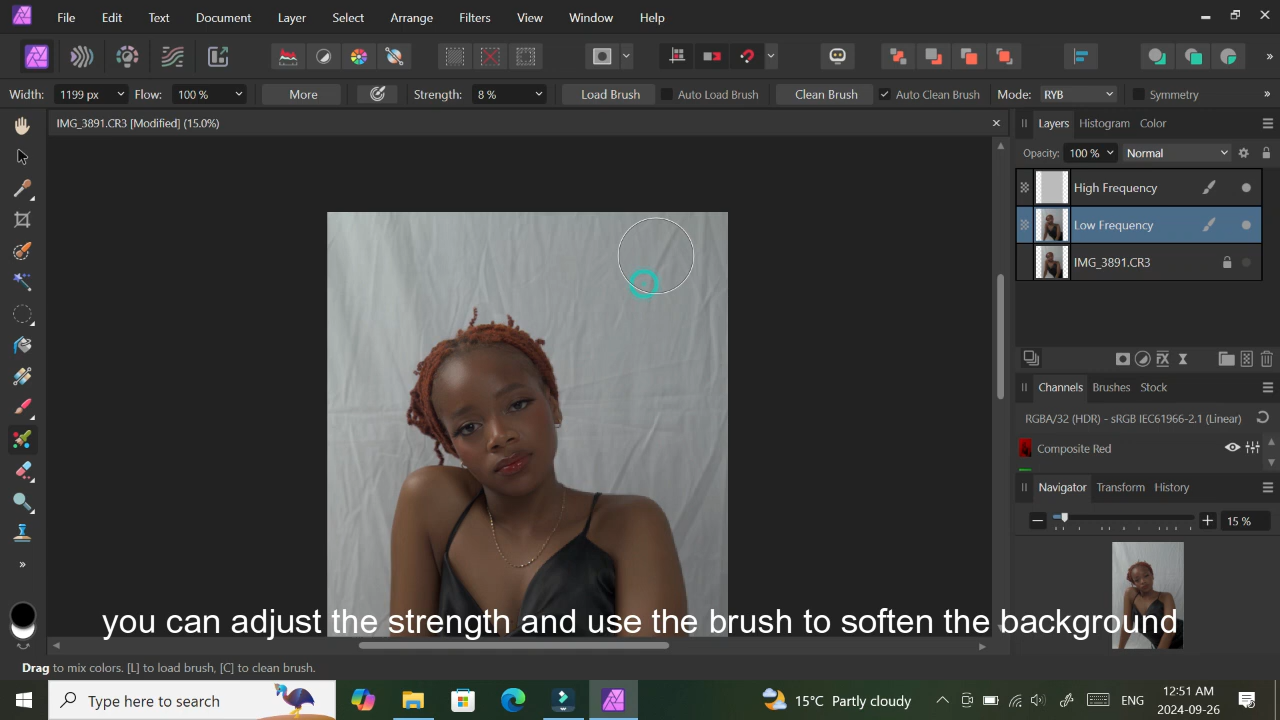 File Edit Text Document Layer Select Arrange Filters View Window Help
Width: 1199 px Flow: 100 % More Strength: 8 % Load Brush Auto Load Brush Clean Brush Auto Clean Brush Mode: RYB Symmetry »
IMG_3891.CR3 [Modified] (15.0%)
Layers Histogram Color
Opacity: 100 % Normal
High Frequency
Low Frequency
IMG_3891.CR3
Channels Brushes Stock
RGBA/32 (HDR) - sRGB IEC61966-2.1 (Linear)
Composite Red
Navigator Transform History
15 %
you can adjust the strength and use the brush to soften the background
Drag to mix colors. [L] to load brush, [C] to clean brush.
Type here to search
15°C Partly cloudy
ENG
12:51 AM
2024-09-26